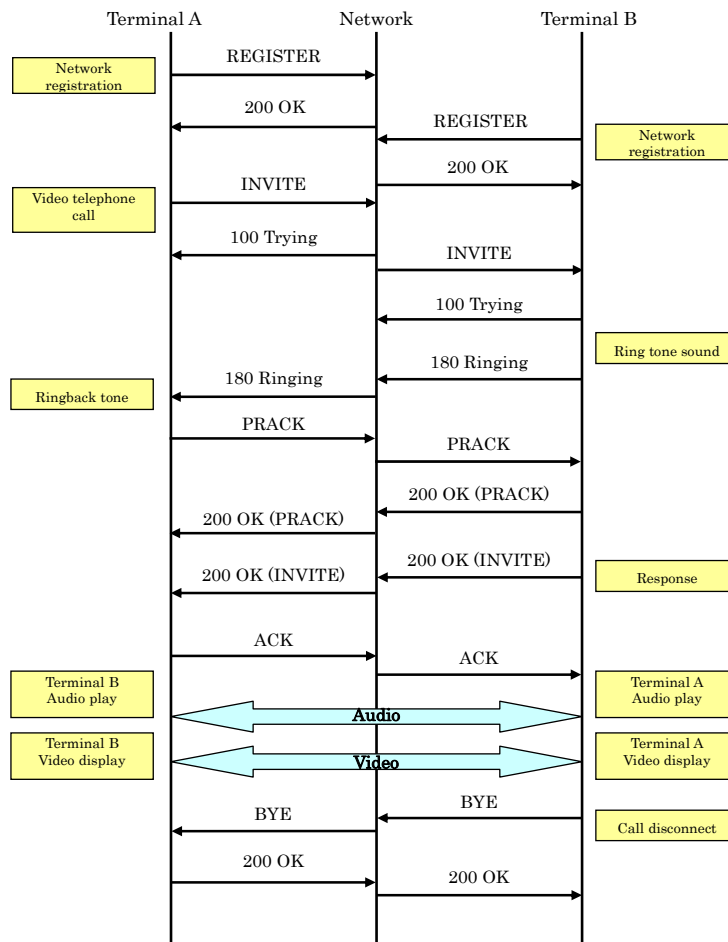 Terminal A Network Terminal B
REGISTER
Network
registration
200 OK
REGISTER
Network
registration
200 OK
INVITE
Video telephone
call
100 Trying
INVITE
100 Trying
Ring tone sound
180 Ringing
180 Ringing
Ringback tone
PRACK
PRACK
200 OK (PRACK)
200 OK (PRACK)
200 OK (INVITE)
200 OK (INVITE)
Response
ACK
ACK
Terminal B
Audio play
Terminal A
Audio play
Audio
Terminal B
Video display
Terminal A
Video display
Video
BYE
BYE
Call disconnect
200 OK
200 OK